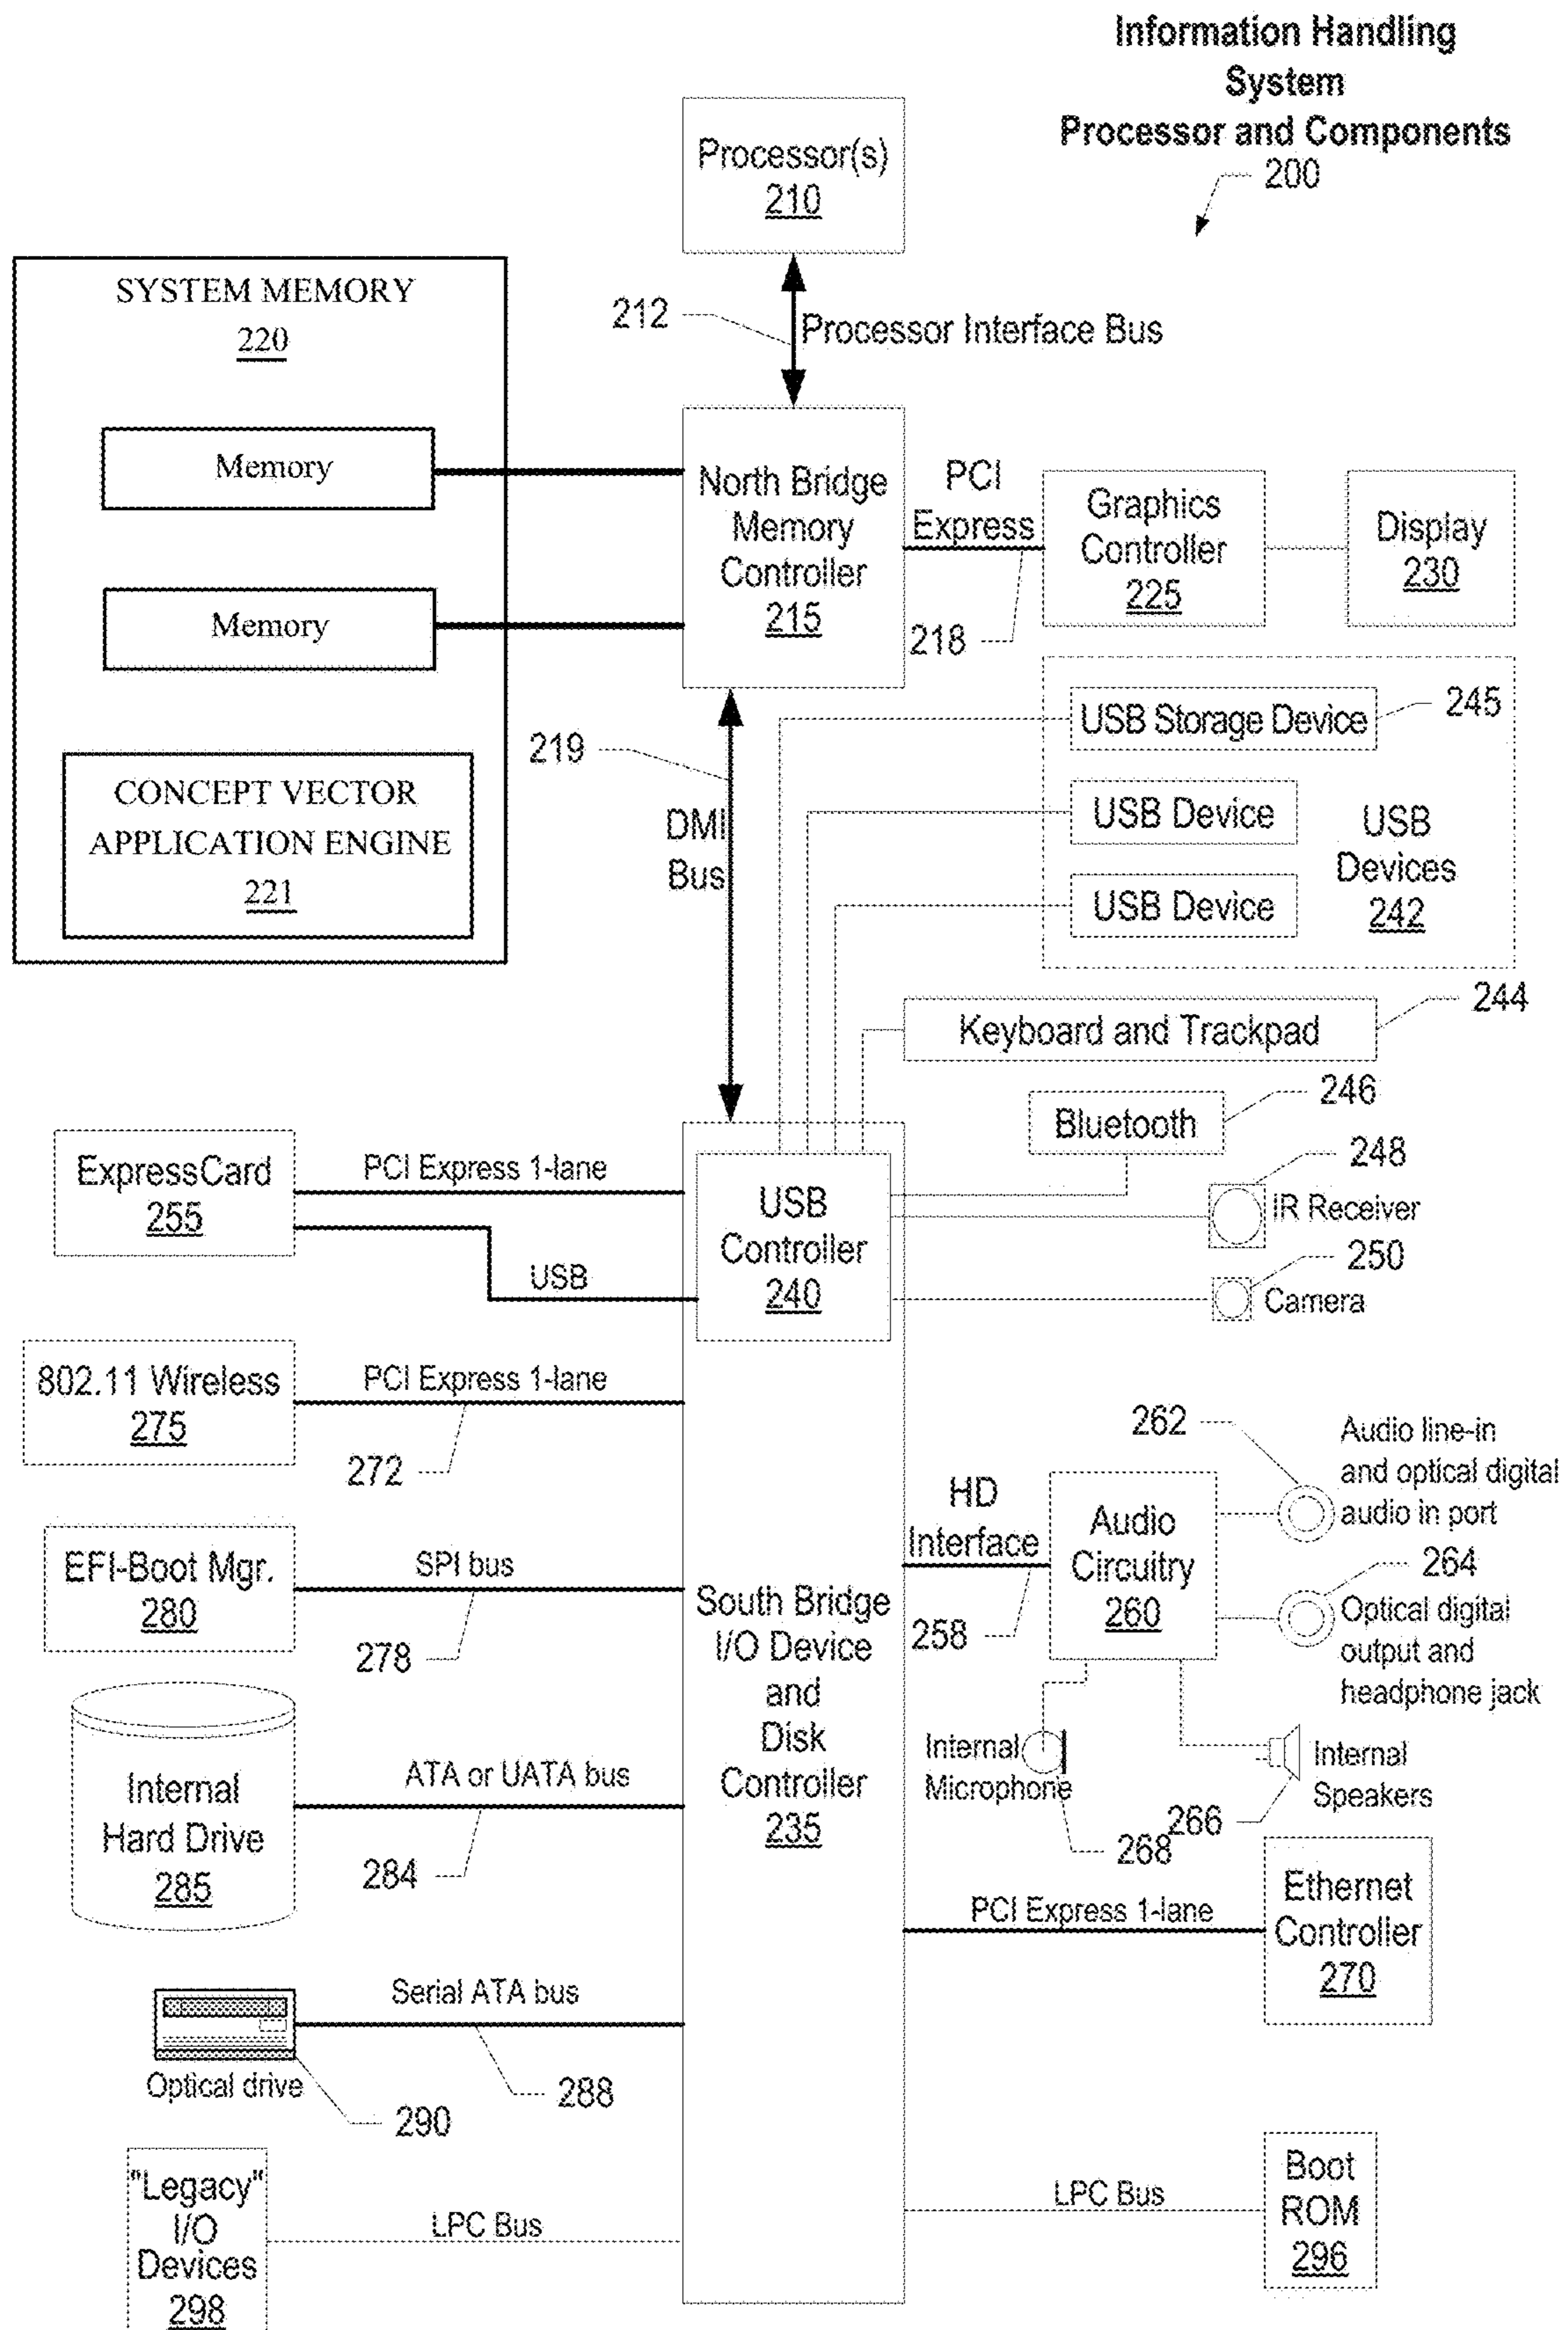 Information Handling
System
Processor and Components
200
Processor(s)
210
SYSTEM MEMORY
220
212
Processor Interface Bus
Memory
Memory
North Bridge
Memory
Controller
215
PCI
Express
218
Graphics
Controller
225
Display
230
CONCEPT VECTOR
APPLICATION ENGINE
221
219
DMI
Bus
USB Storage Device
245
USB Device
USB Device
USB
Devices
242
Keyboard and Trackpad
244
Bluetooth
246
248
IR Receiver
250
Camera
ExpressCard
255
PCI Express 1-lane
USB
USB
Controller
240
802.11 Wireless
275
PCI Express 1-lane
272
262
Audio line-in
and optical digital
audio in port
HD
Interface
258
Audio
Circuitry
260
264
Optical digital
output and
headphone jack
EFI-Boot Mgr.
280
SPI bus
278
South Bridge
I/O Device
and
Disk
Controller
235
Internal
Microphone
268
266
Internal
Speakers
Internal
Hard Drive
285
ATA or UATA bus
284
PCI Express 1-lane
Ethernet
Controller
270
Serial ATA bus
288
Optical drive
290
"Legacy"
I/O
Devices
298
LPC Bus
LPC Bus
Boot
ROM
296